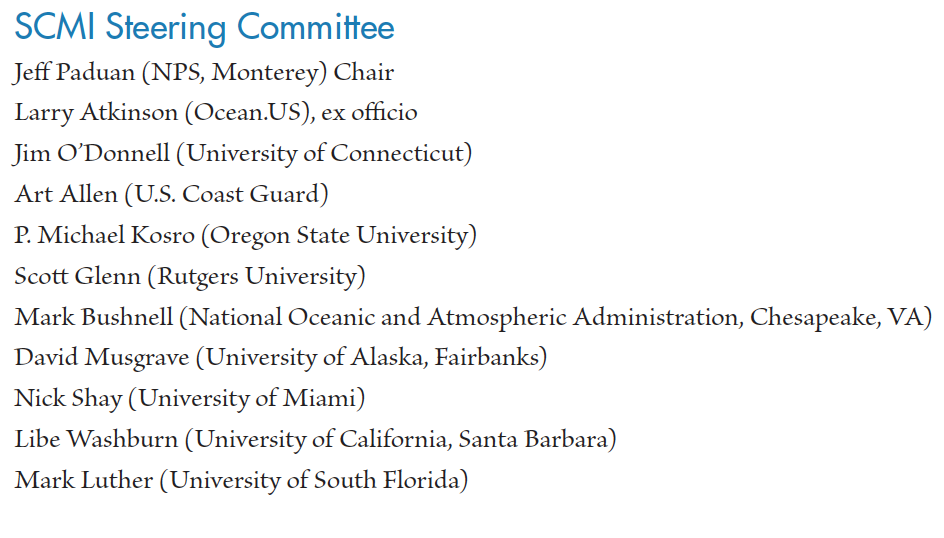 SCMI Steering Committee
Jeff Paduan (NPS, Monterey) Chair
Larry Atkinson (Ocean.US), ex officio
Jim O’Donnell (University of Connecticut)
Art Allen (U.S. Coast Guard)
P. Michael Kosro (Oregon State University)
Scott Glenn (Rutgers University)
Mark Bushnell (National Oceanic and Atmospheric Administration, Chesapeake, VA)
David Musgrave (University of Alaska, Fairbanks)
Nick Shay (University of Miami)
Libe Washburn (University of California, Santa Barbara)
Mark Luther (University of South Florida)